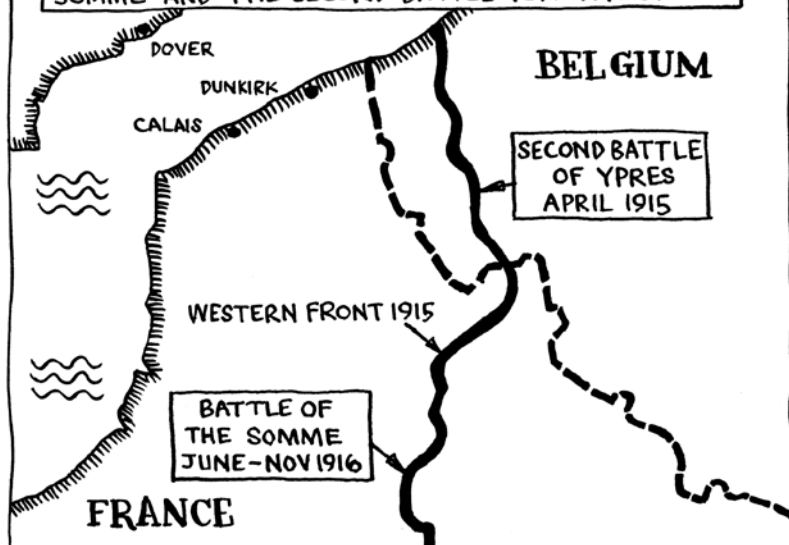 DOVER
BELGIUM
DUNKIRK
CALAIS
SECOND BATTLE
OF YPRES
APRIL 1915
WESTERN FRONT 1915
BATTLE OF
THE SOMME
JUNE-NOV 1916
FRANCE